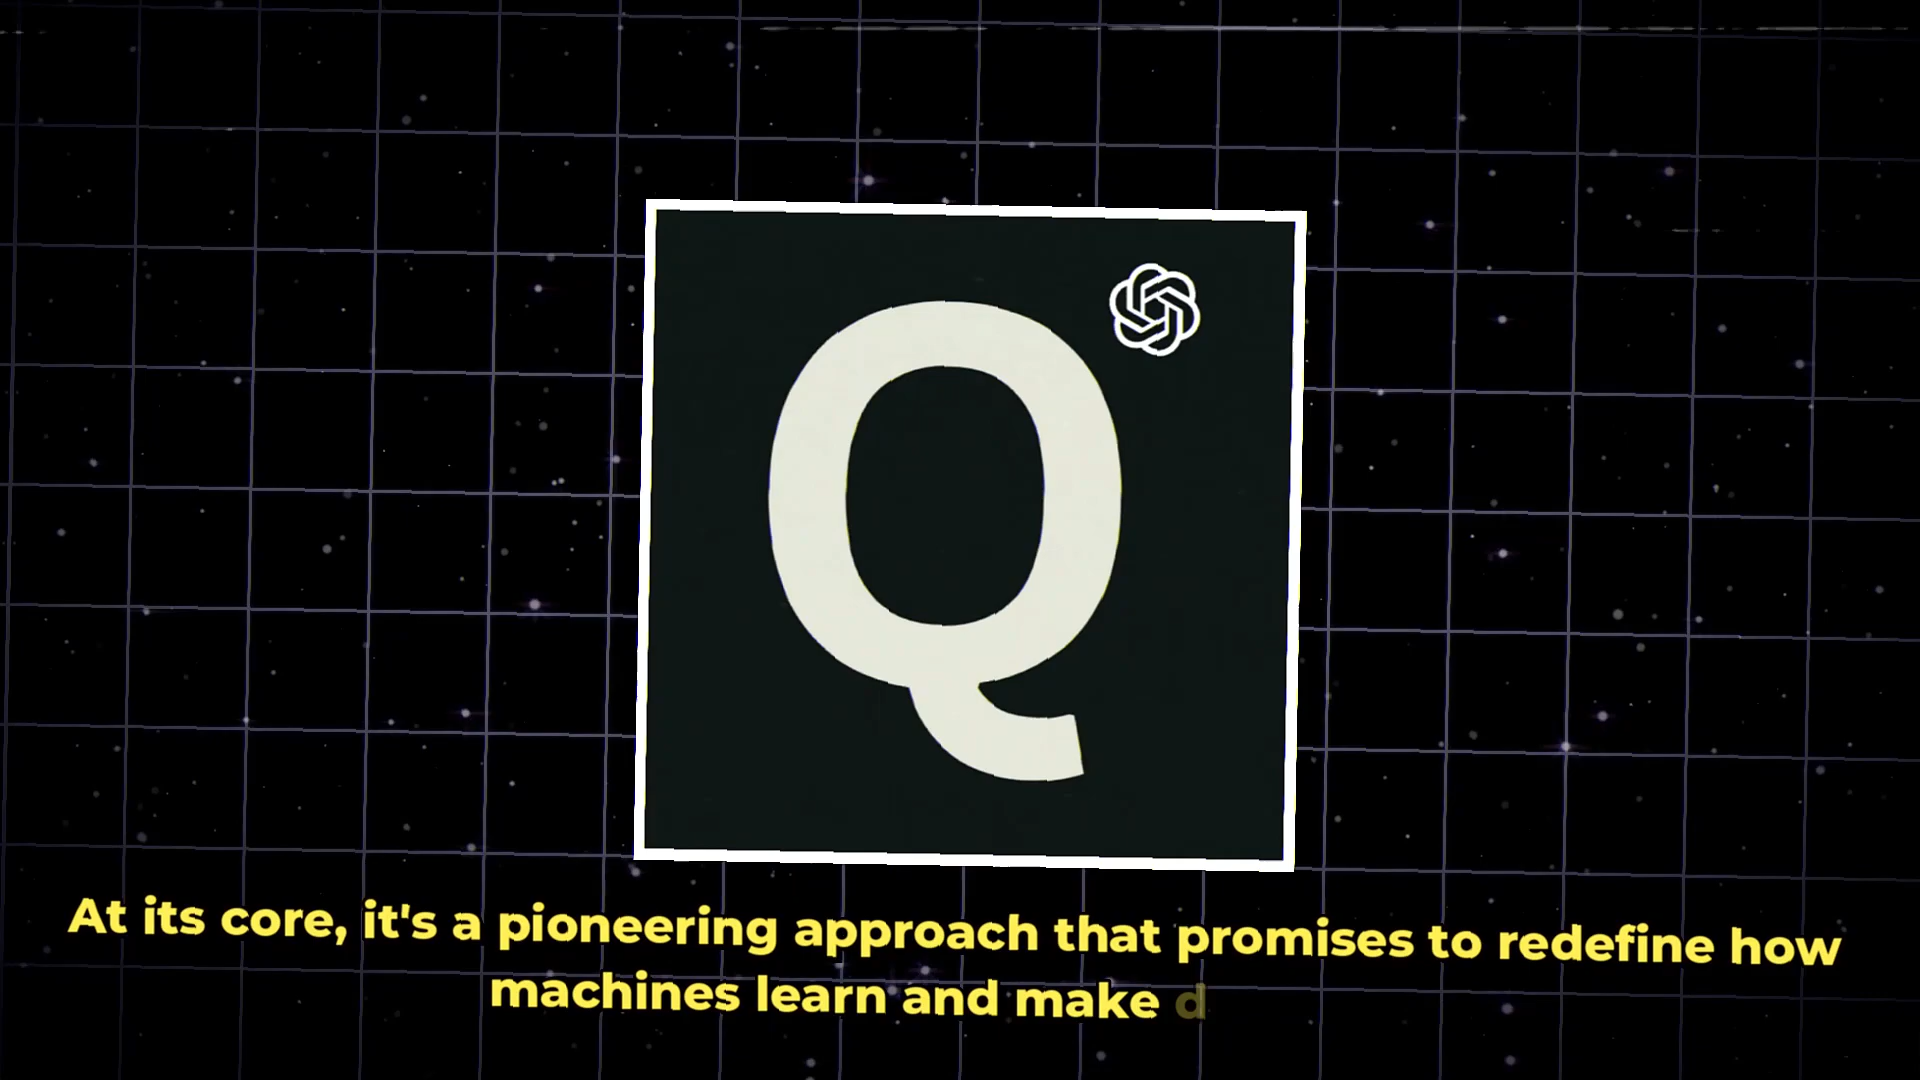 Q
At its core, it's a pioneering approach that promises to redefine how
machines learn and make d